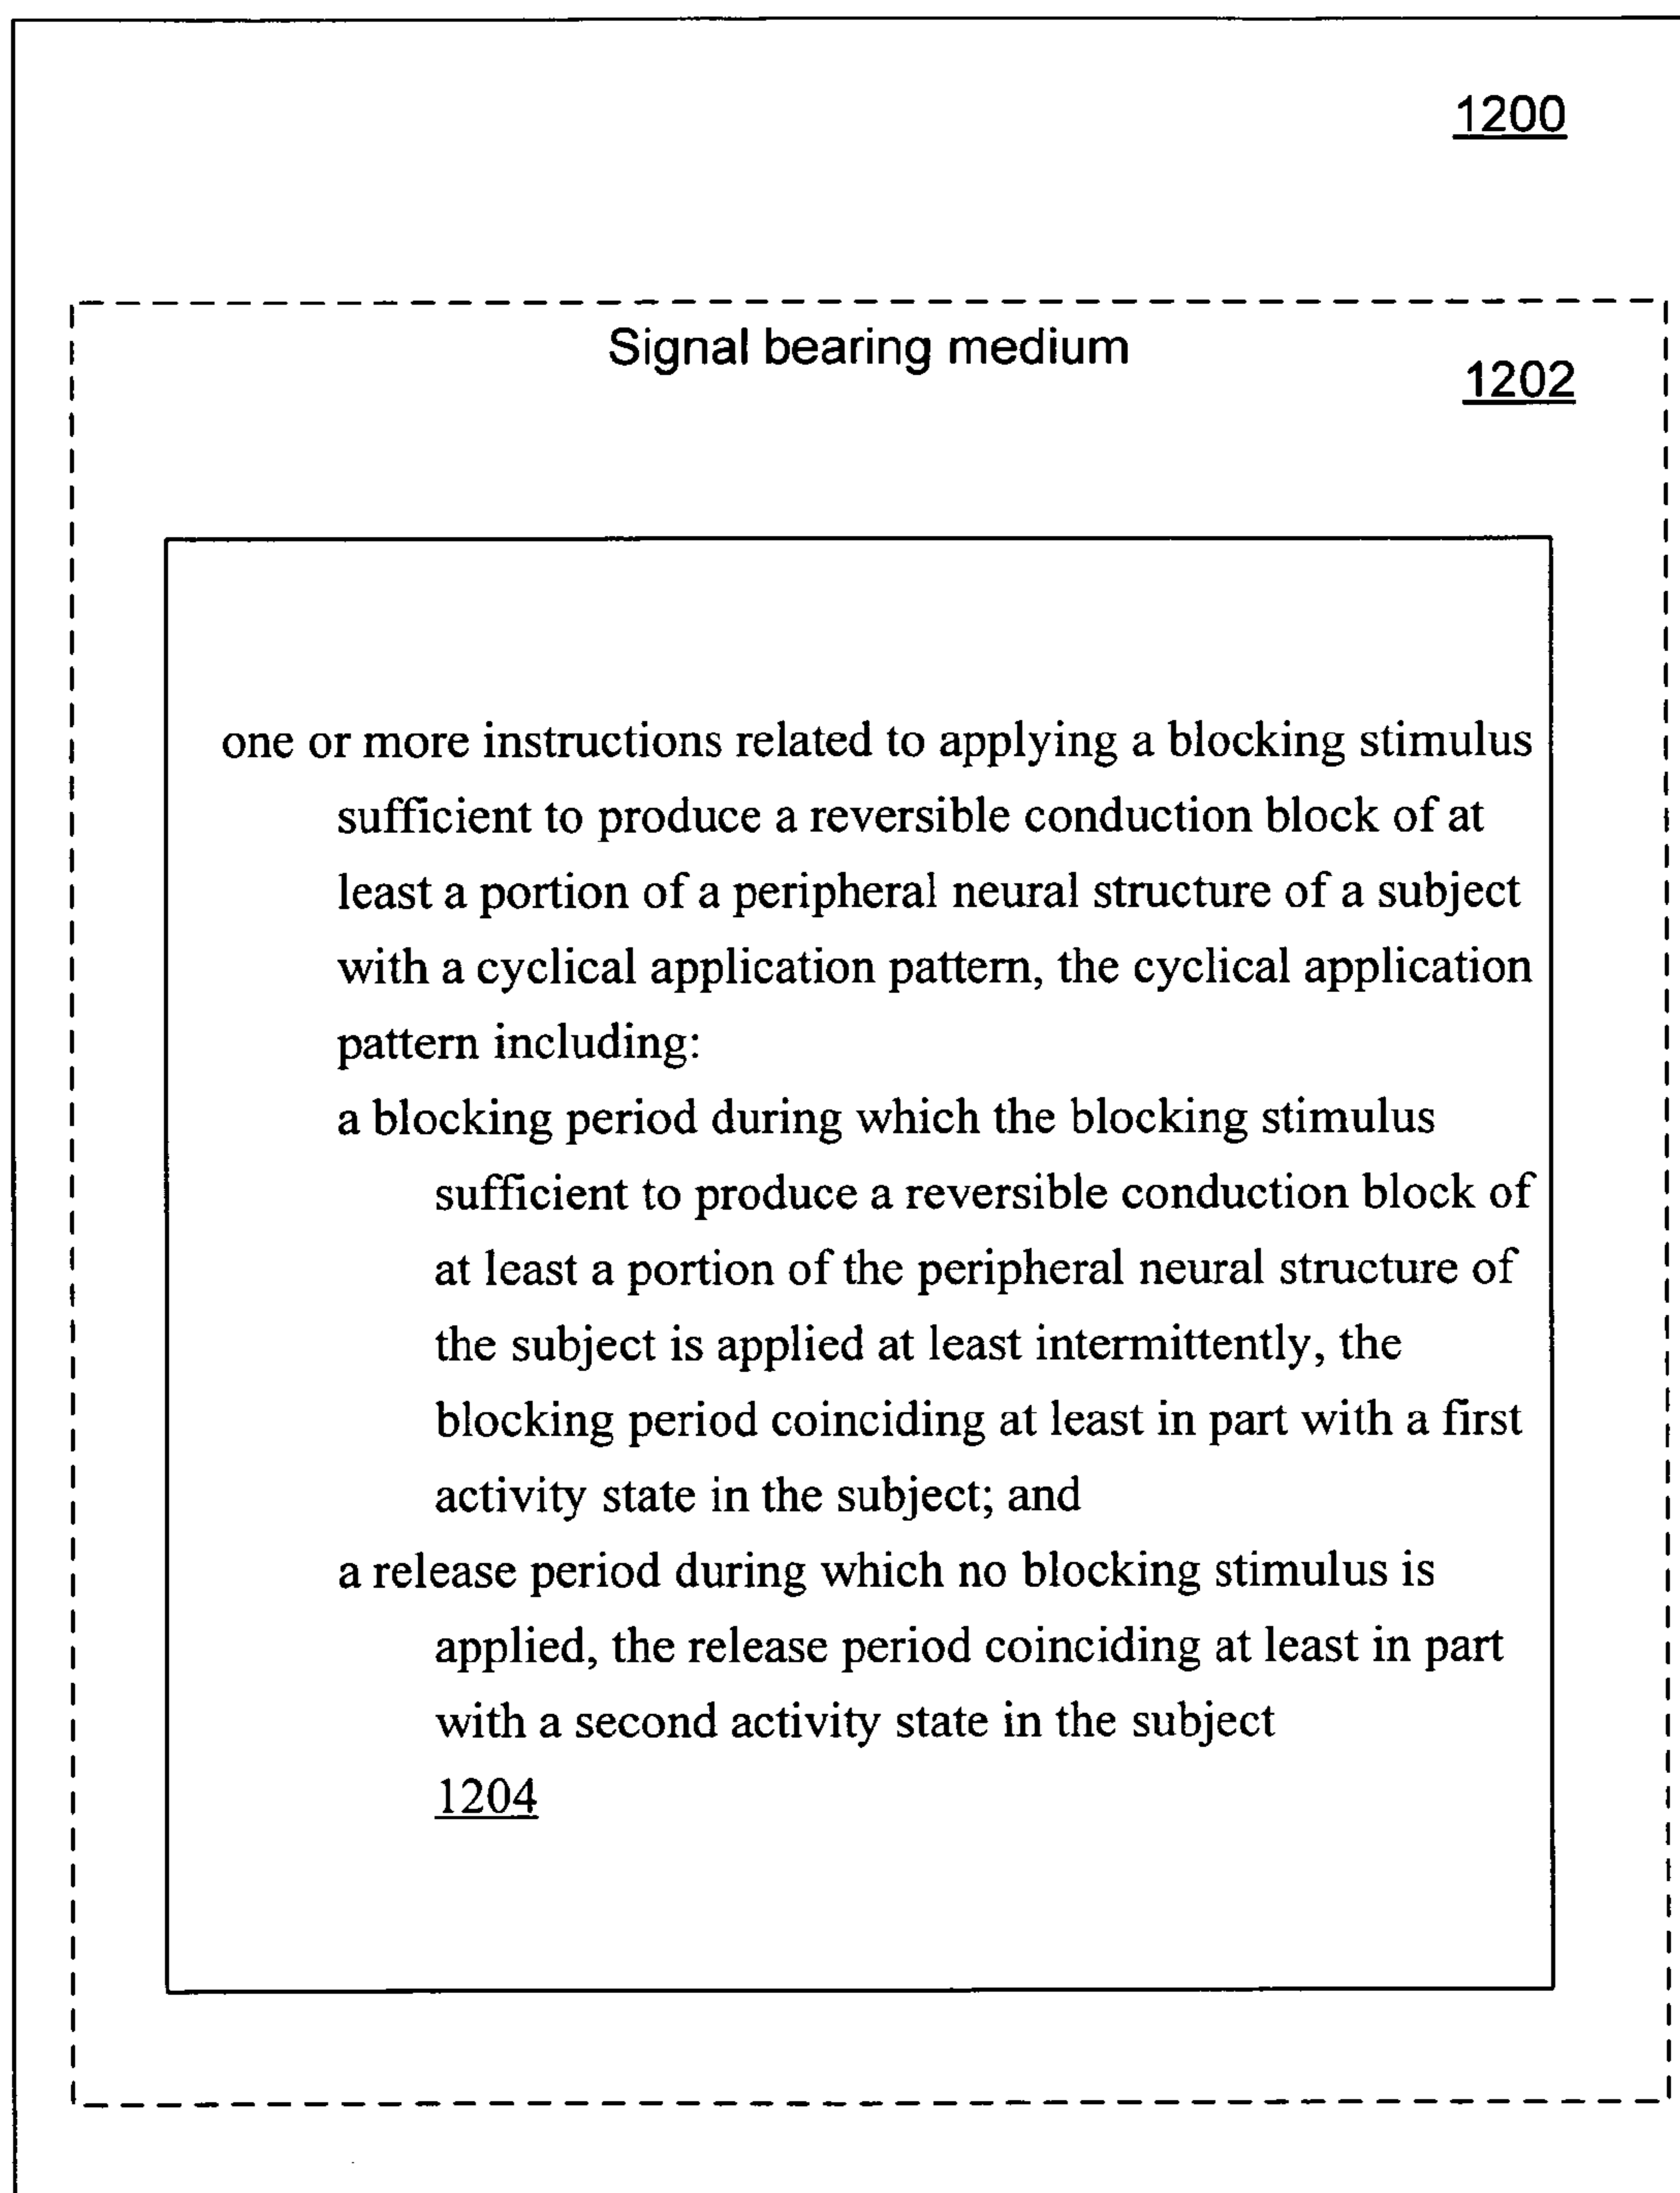 1200
Signal bearing medium
1202
one or more instructions related to applying a blocking stimulus
sufficient to produce a reversible conduction block of at
least a portion of a peripheral neural structure of a subject
with a cyclical application pattern, the cyclical application
pattern including:
a blocking period during which the blocking stimulus
sufficient to produce a reversible conduction block of
at least a portion of the peripheral neural structure of
the subject is applied at least intermittently, the
blocking period coinciding at least in part with a first
activity state in the subject; and
a release period during which no blocking stimulus is
applied, the release period coinciding at least in part
with a second activity state in the subject
1204